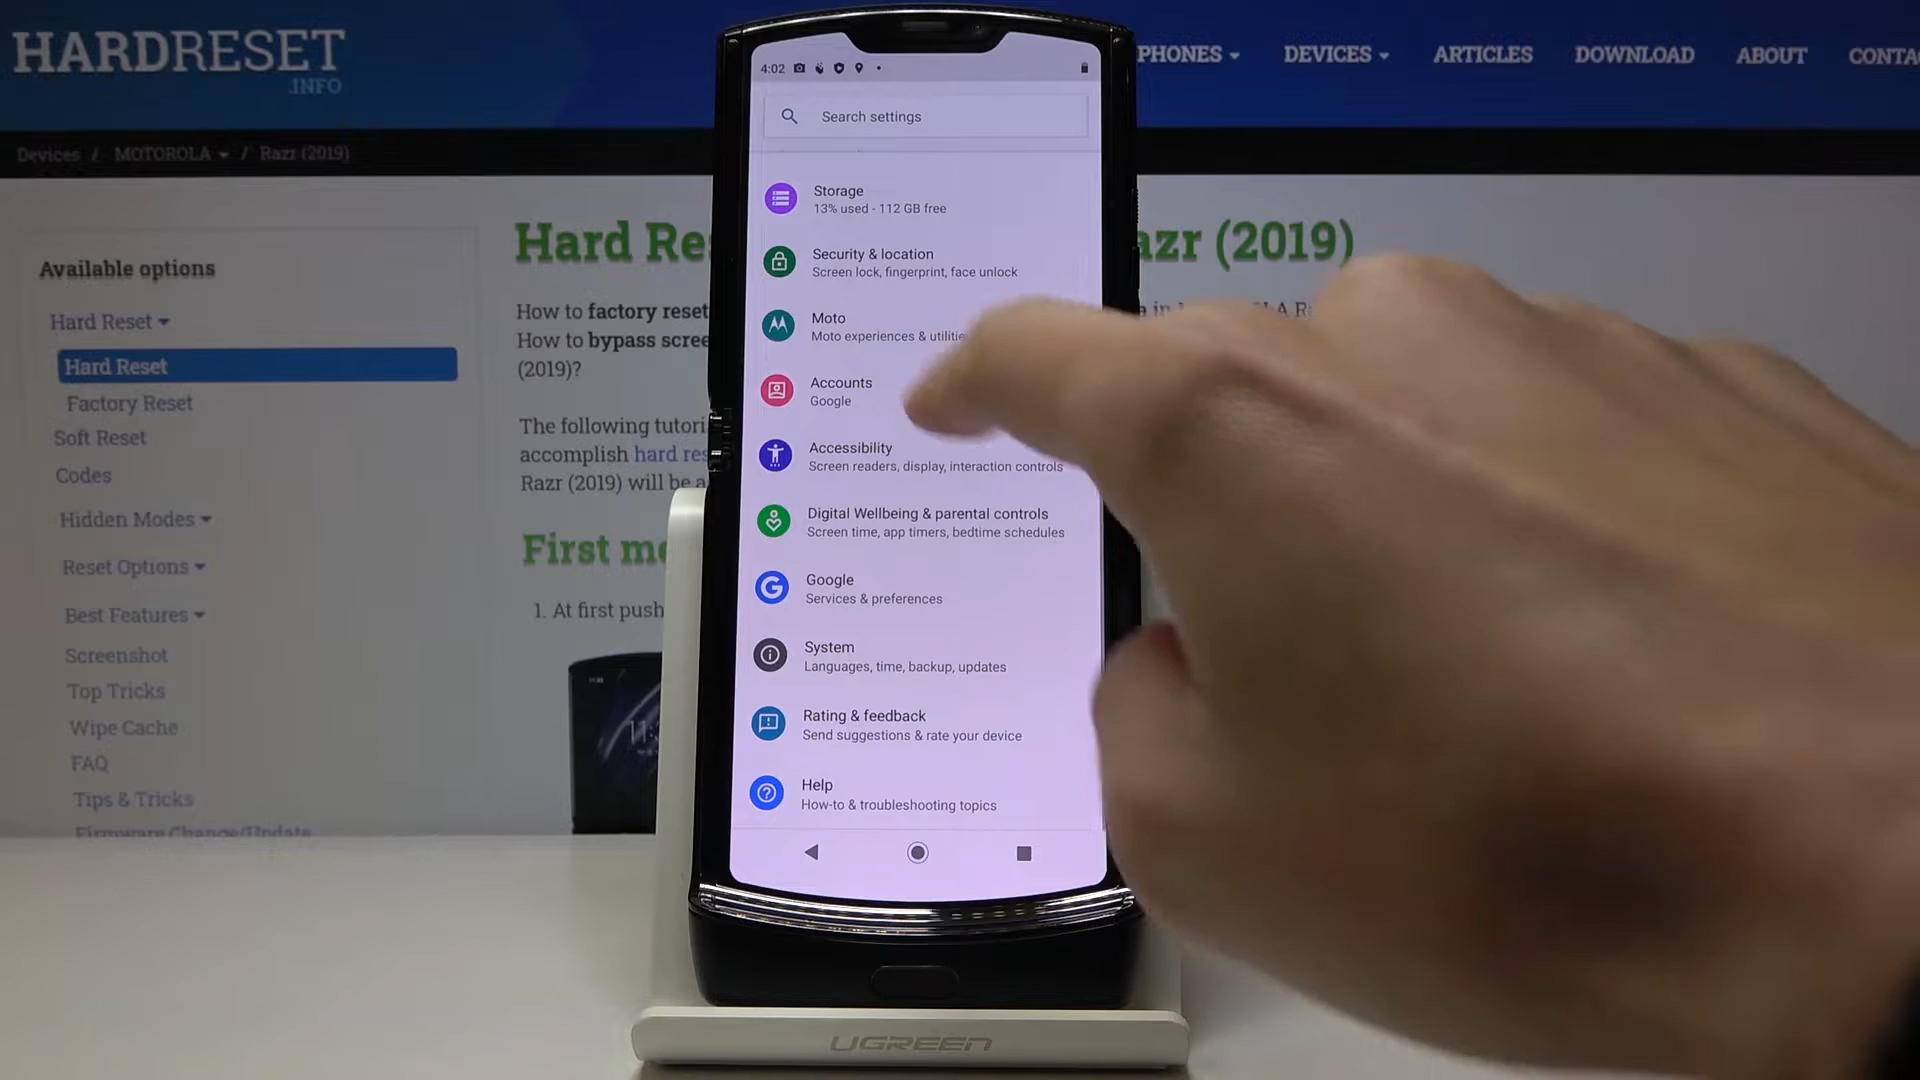 HARDRESET
.INFO
PHONES
DEVICES
ARTICLES
DOWNLOAD
ABOUT
Devices / MOTOROLA / Razr (2019)
Available options
Hard Reset
Hard Reset
Factory Reset
Soft Reset
Codes
Hidden Modes
Reset Options
Best Features
Screenshot
Top Tricks
Wipe Cache
FAQ
Tips & Tricks
Firmware Change/Update
Hard Re
azr (2019)
How to factory reset
How to bypass scree
(2019)?
The following tutori
accomplish hard res
Razr (2019) will be a
First me
1. At first push
4:02
Search settings
Storage
13% used - 112 GB free
Security & location
Screen lock, fingerprint, face unlock
Moto
Moto experiences & utilitie
Accounts
Google
Accessibility
Screen readers, display, interaction controls
Digital Wellbeing & parental controls
Screen time, app timers, bedtime schedules
Google
Services & preferences
System
Languages, time, backup, updates
Rating & feedback
Send suggestions & rate your device
Help
How-to & troubleshooting topics
UGREEN